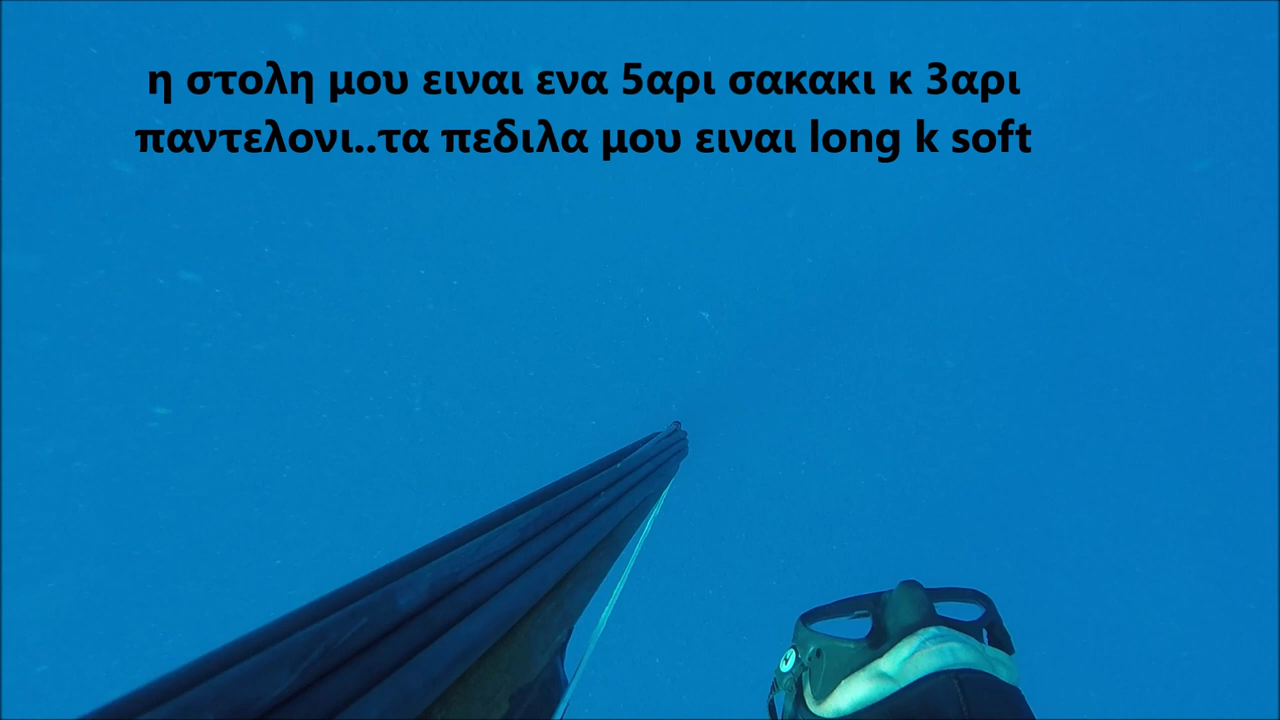 η στολη μου ειναι ενα 5αρι σακακι κ 3αρι
παντελονι..τα πεδιλα μου ειναι long k soft